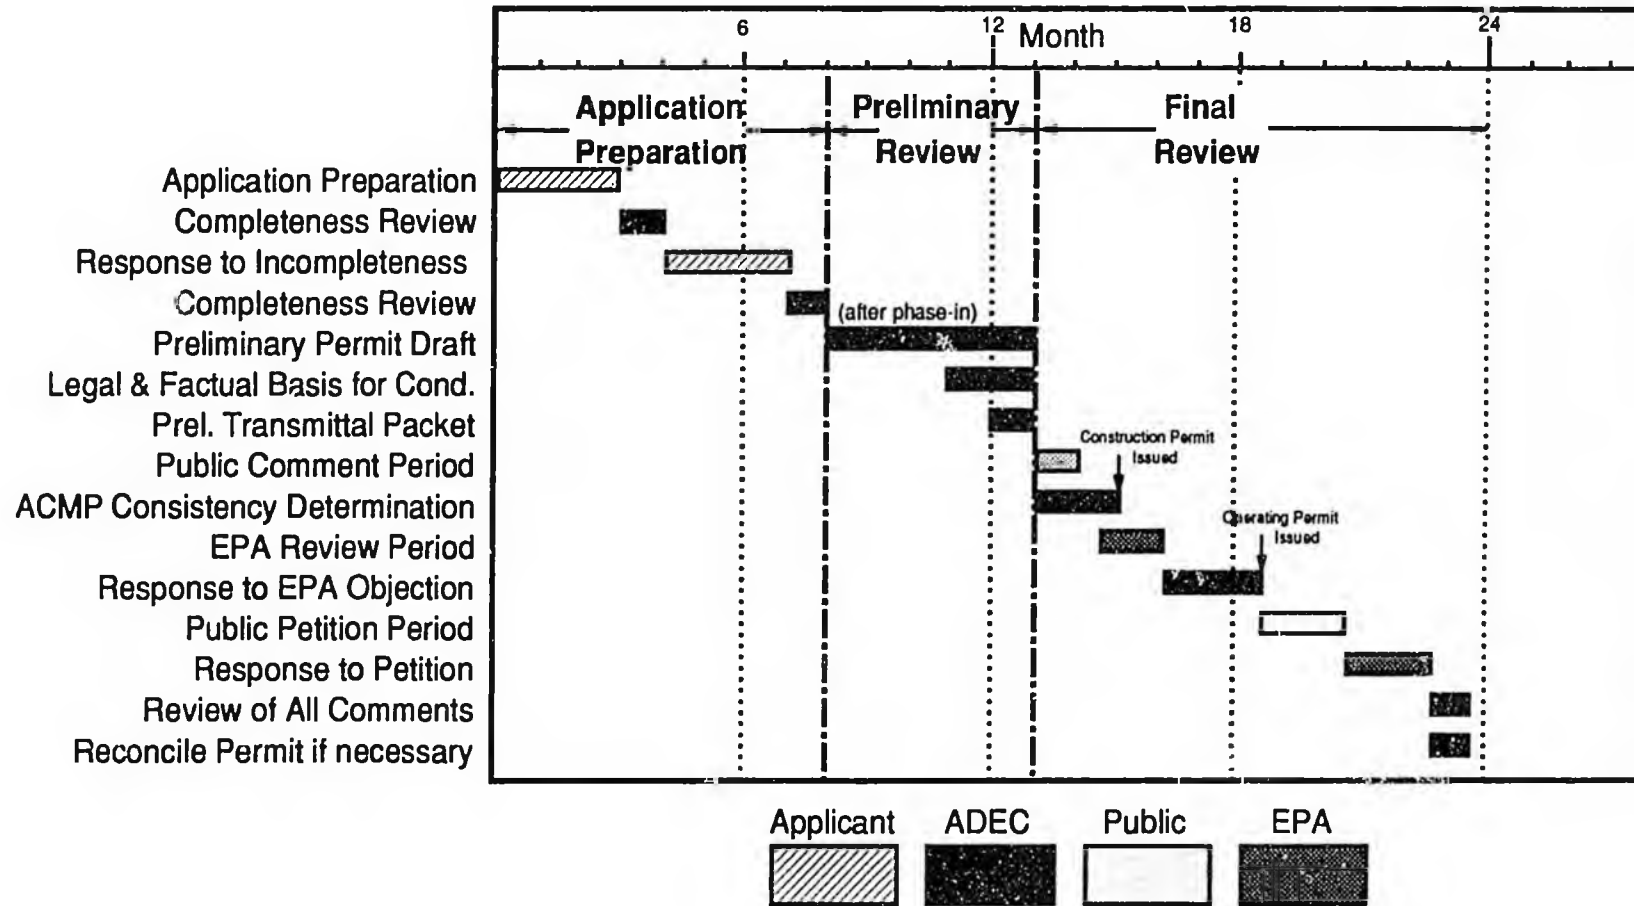 6
12
18
24
Month
Application
Preparation
Preliminary
Review
Final
Review
Application Preparation
Completeness Review
Response to Incompleteness
Completeness Review
(after phase-in)
Preliminary Permit Draft
Legal & Factual Basis for Cond.
Prel. Transmittal Packet
Construction Permit
Issued
Public Comment Period
ACMP Consistency Determination
Operating Permit
Issued
EPA Review Period
Response to EPA Objection
Public Petition Period
Response to Petition
Review of All Comments
Reconcile Permit if necessary
Applicant
ADEC
Public
EPA